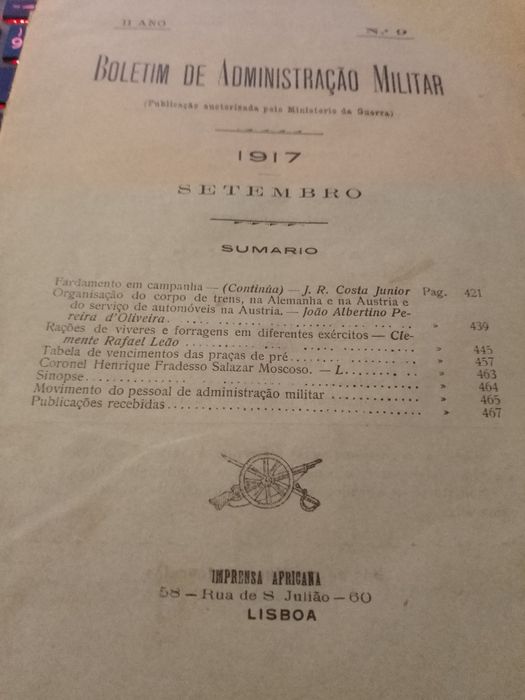 II ANO
N.º 9
BOLETIM DE ADMINISTRAÇÃO MILITAR
(Publicação auctorisada pelo Ministerio da Guerra)
1917
SETEMBRO
SUMARIO
Fardamento em campanha — (Continúa) — J. R. Costa Junior Pag. 421
Organisação do corpo de trens, na Alemanha e na Austria e
do serviço de automóveis na Austria. — João Albertino Pe-
reira d'Oliveira. . . . . . . . . . . . . . . . . . . » 439
Rações de viveres e forragens em diferentes exércitos — Cle-
mente Rafael Leão . . . . . . . . . . . . . . . . . . . » 445
Tabela de vencimentos das praças de pré. . . . . . . . . . . » 457
Coronel Henrique Fradesso Salazar Moscoso. — L. . . . . . . . » 463
Sinopse. . . . . . . . . . . . . . . . . . . . . . . » 464
Movimento do pessoal de administração militar . . . . . . . . » 465
Publicações recebidas . . . . . . . . . . . . . . . . . . » 467
IMPRENSA AFRICANA
58 — Rua de S. Julião — 60
LISBOA